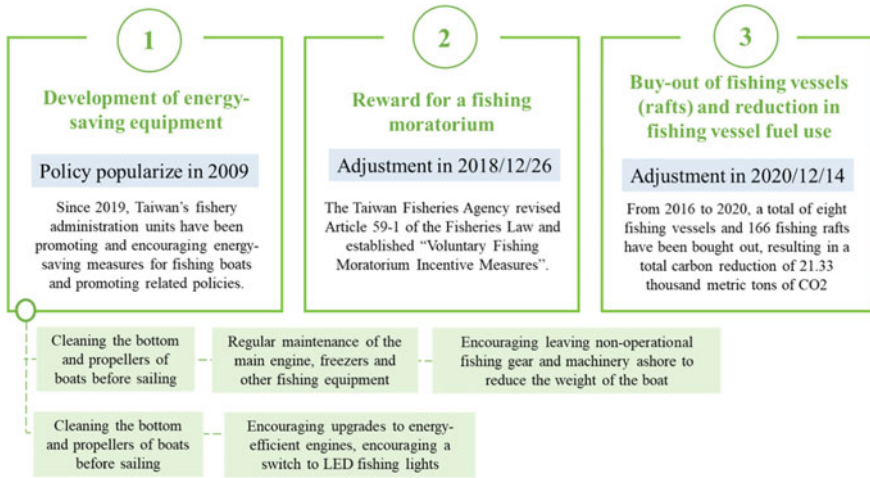 1
Development of energy-
saving equipment
Policy popularize in 2009
Since 2019, Taiwan's fishery
administration units have been
promoting and encouraging energy-
saving measures for fishing boats
and promoting related policies.
2
Reward for a fishing
moratorium
Adjustment in 2018/12/26
The Taiwan Fisheries Agency revised
Article 59-1 of the Fisheries Law and
established “Voluntary Fishing
Moratorium Incentive Measures”.
3
Buy-out of fishing vessels
(rafts) and reduction in
fishing vessel fuel use
Adjustment in 2020/12/14
From 2016 to 2020, a total of eight
fishing vessels and 166 fishing rafts
have been bought out, resulting in a
total carbon reduction of 21.33
thousand metric tons of CO2
Cleaning the bottom
and propellers of
boats before sailing
Regular maintenance of the
main engine, freezers and
other fishing equipment
Encouraging leaving non-operational
fishing gear and machinery ashore to
reduce the weight of the boat
Cleaning the bottom
and propellers of boats
before sailing
Encouraging upgrades to energy-
efficient engines, encouraging a
switch to LED fishing lights